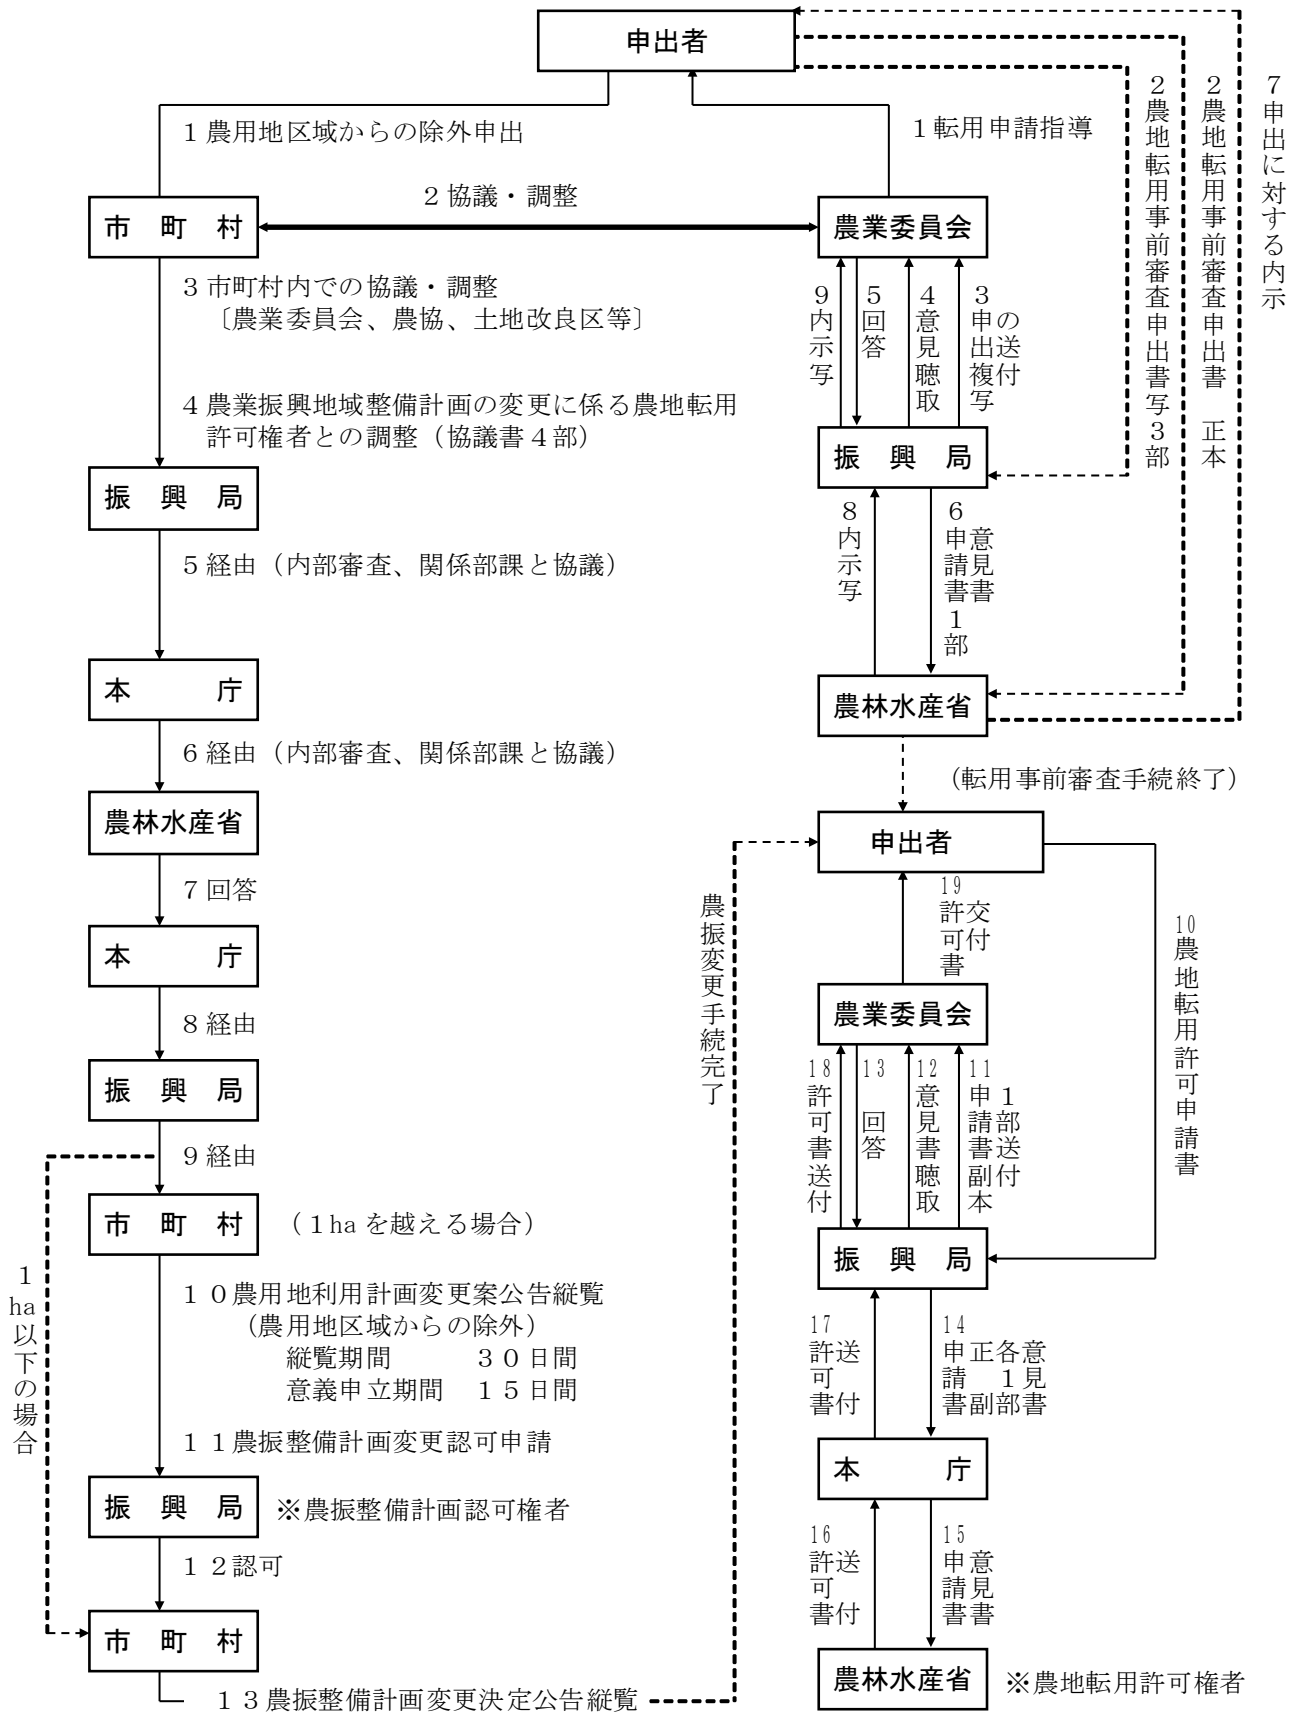 申出者
１農用地区域からの除外申出
１転用申請指導
２協議・調整
市町村
農業委員会
３市町村内での協議・調整
〔農業委員会、農協、土地改良区等〕
４農業振興地域整備計画の変更に係る農地転用
許可権者との調整（協議書４部）
振興局
５経由（内部審査、関係部課と協議）
本庁
６経由（内部審査、関係部課と協議）
農林水産省
７回答
本庁
８経由
振興局
９経由
市町村
（１haを越える場合）
１ha以下の場合
１０農用地利用計画変更案公告縦覧
（農用地区域からの除外）
縦覧期間　３０日間
意義申立期間　１５日間
１１農振整備計画変更認可申請
振興局
※農振整備計画認可権者
１２認可
市町村
１３農振整備計画変更決定公告縦覧
農振変更手続完了
９内示写
５回答
４意見聴取
３申出複写
の送付
振興局
２農地転用事前審査申出書写３部
２農地転用事前審査申出書　正本
７申出に対する内示
８内示写
６申請書
意見書
１部
農林水産省
（転用事前審査手続終了）
申出者
19許可書
交付
10農地転用許可申請書
農業委員会
18許可書送付
13回答
12意見書聴取
11申請書副本
１部送付
振興局
17許可書
送付
14申請書
正副
各１部
意見書
本庁
16許可書
送付
15申請書
意見書
農林水産省
※農地転用許可権者